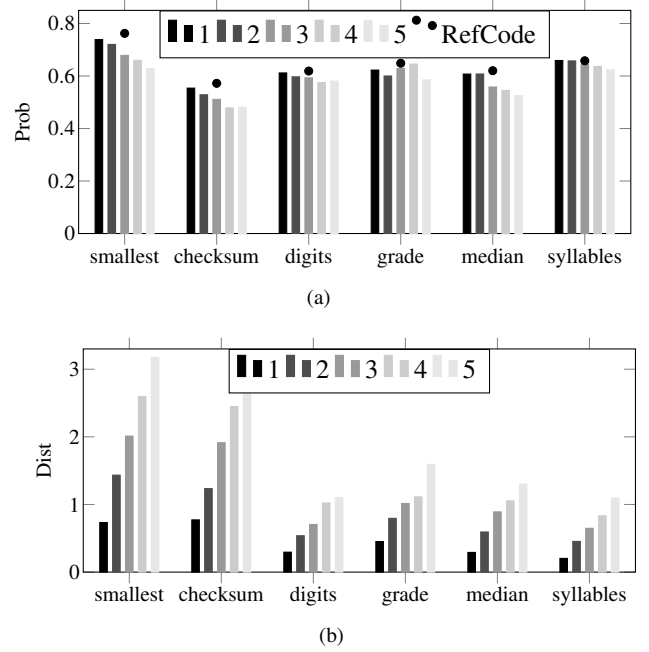 0.8
1 2 3 4 5 RefCode
0.6
Prob
0.4
0.2
0
smallest checksum digits grade median syllables
(a)
3
1 2 3 4 5
2
Dist
1
0
smallest checksum digits grade median syllables
(b)